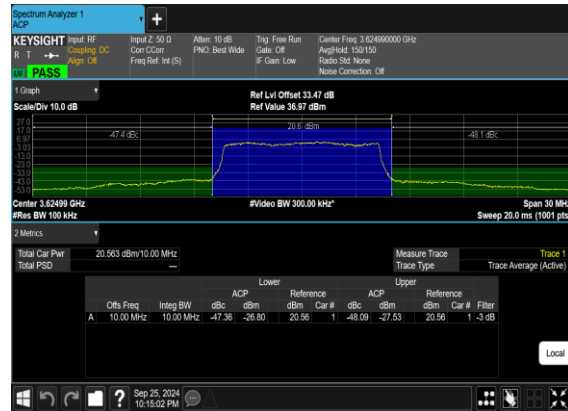 Spectrum Analyzer 1
ACP
KEYSIGHT Input: RF Input Z: 50 Ω Atten: 10 dB Trig: Free Run Center Freq: 3.624990000 GHz
R T Coupling: DC Corr CCorr PNO: Best Wide Gate: Off Avg|Hold: 150/150
Align: Off Freq Ref: Int (S) IF Gain: Low Radio Std: None
LXI PASS Noise Correction: Off
1 Graph Ref Lvl Offset 33.47 dB
Scale/Div 10.0 dB Ref Value 36.97 dBm
27.0
17.0 -47.4 dBc 20.6 dBm -48.1 dBc
6.97
-3.03
-13.0
-23.0
-33.0
-43.0
-53.0
Center 3.62499 GHz #Video BW 300.00 kHz* Span 30 MHz
#Res BW 100 kHz Sweep 20.0 ms (1001 pts
2 Metrics
Total Car Pwr 20.563 dBm/10.00 MHz Measure Trace Trace 1
Total PSD --- Trace Type Trace Average (Active)
Lower Upper
ACP Reference ACP Reference
Offs Freq Integ BW dBc dBm dBm Car # dBc dBm dBm Car # Filter
A 10.00 MHz 10.00 MHz -47.36 -26.80 20.56 1 -48.09 -27.53 20.56 1 -3 dB
Local
? Sep 25, 2024
10:15:02 PM